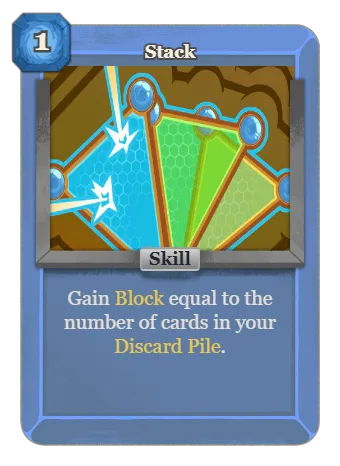 1
Stack
Skill
Gain Block equal to the
number of cards in your
Discard Pile.